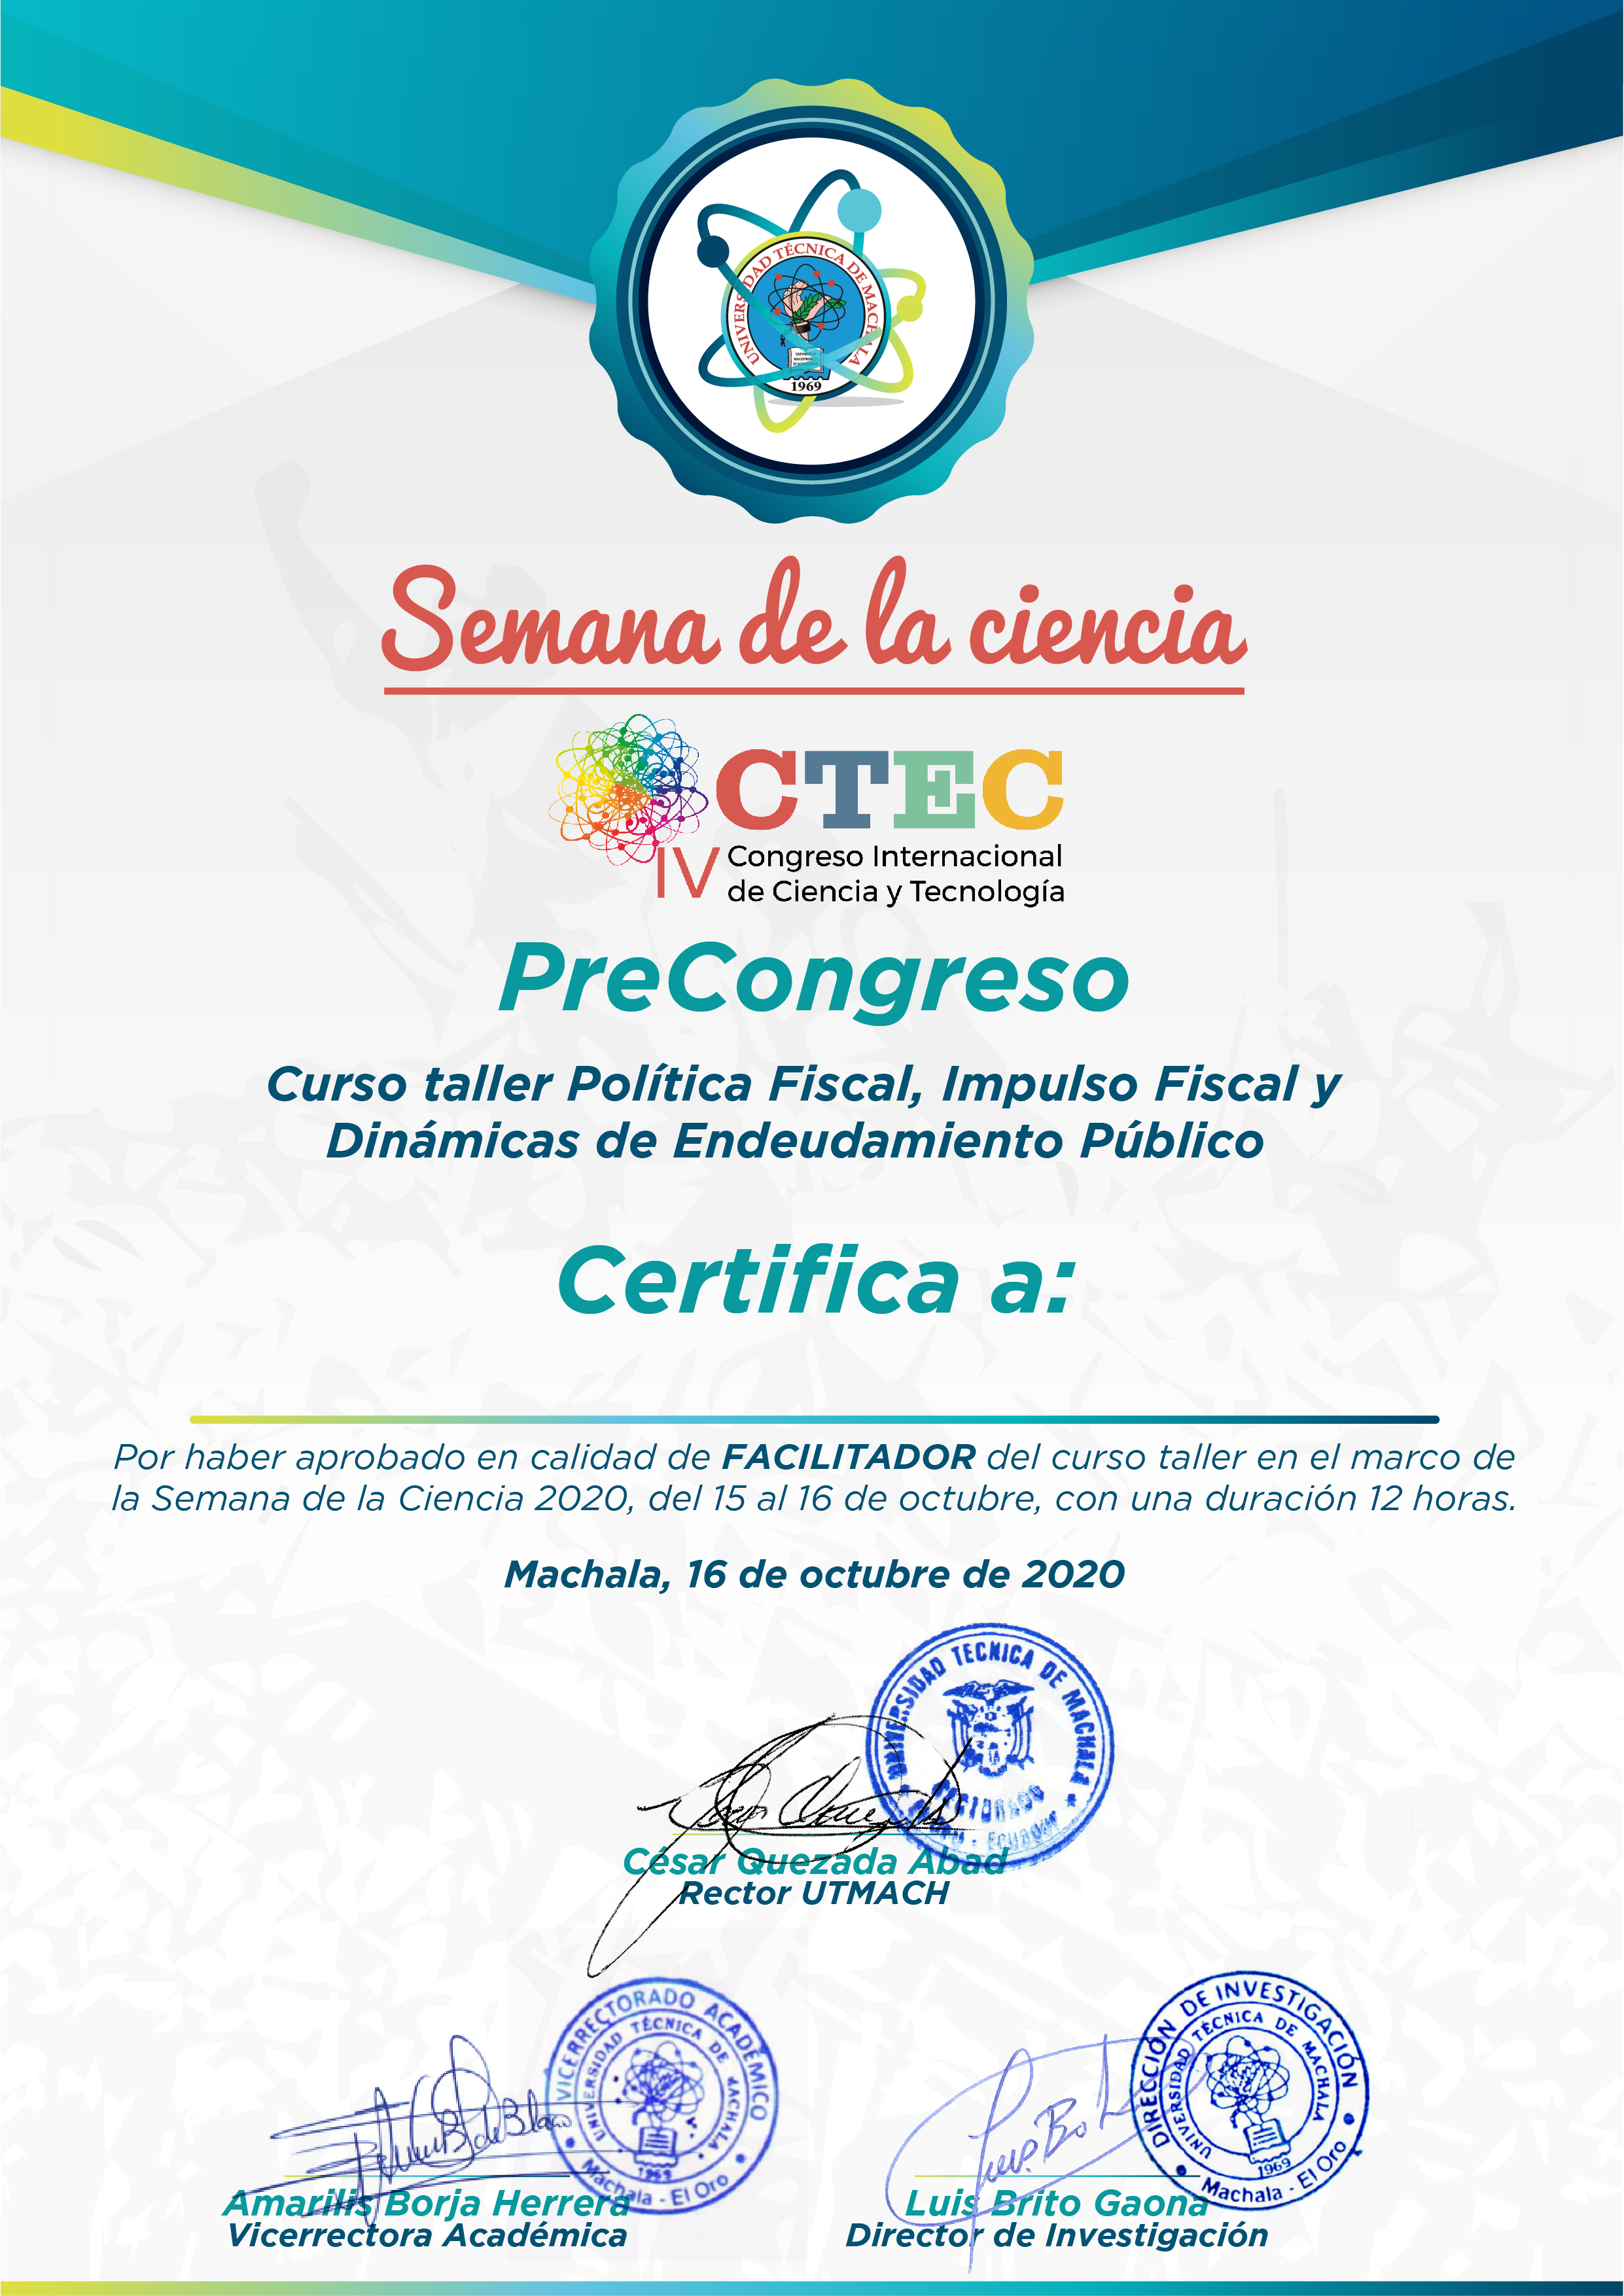 UNIVERSIDAD TÉCNICA DE MACHALA
1969
Semana de la ciencia
CTEC
IV Congreso Internacional
de Ciencia y Tecnología
PreCongreso
Curso taller Política Fiscal, Impulso Fiscal y
Dinámicas de Endeudamiento Público
Certifica a:
Por haber aprobado en calidad de FACILITADOR del curso taller en el marco de
la Semana de la Ciencia 2020, del 15 al 16 de octubre, con una duración 12 horas.
Machala, 16 de octubre de 2020
UNIVERSIDAD TECNICA DE MACHALA
RECTORADO
Ecuador
César Quezada Abad
Rector UTMACH
VICERRECTORADO ACADÉMICO
UNIVERSIDAD TÉCNICA DE MACHALA
1969
Machala - El Oro
Amarilis Borja Herrera
Vicerrectora Académica
DIRECCIÓN DE INVESTIGACIÓN
UNIVERSIDAD TÉCNICA DE MACHALA
1969
Machala - El Oro
Luis Brito Gaona
Director de Investigación